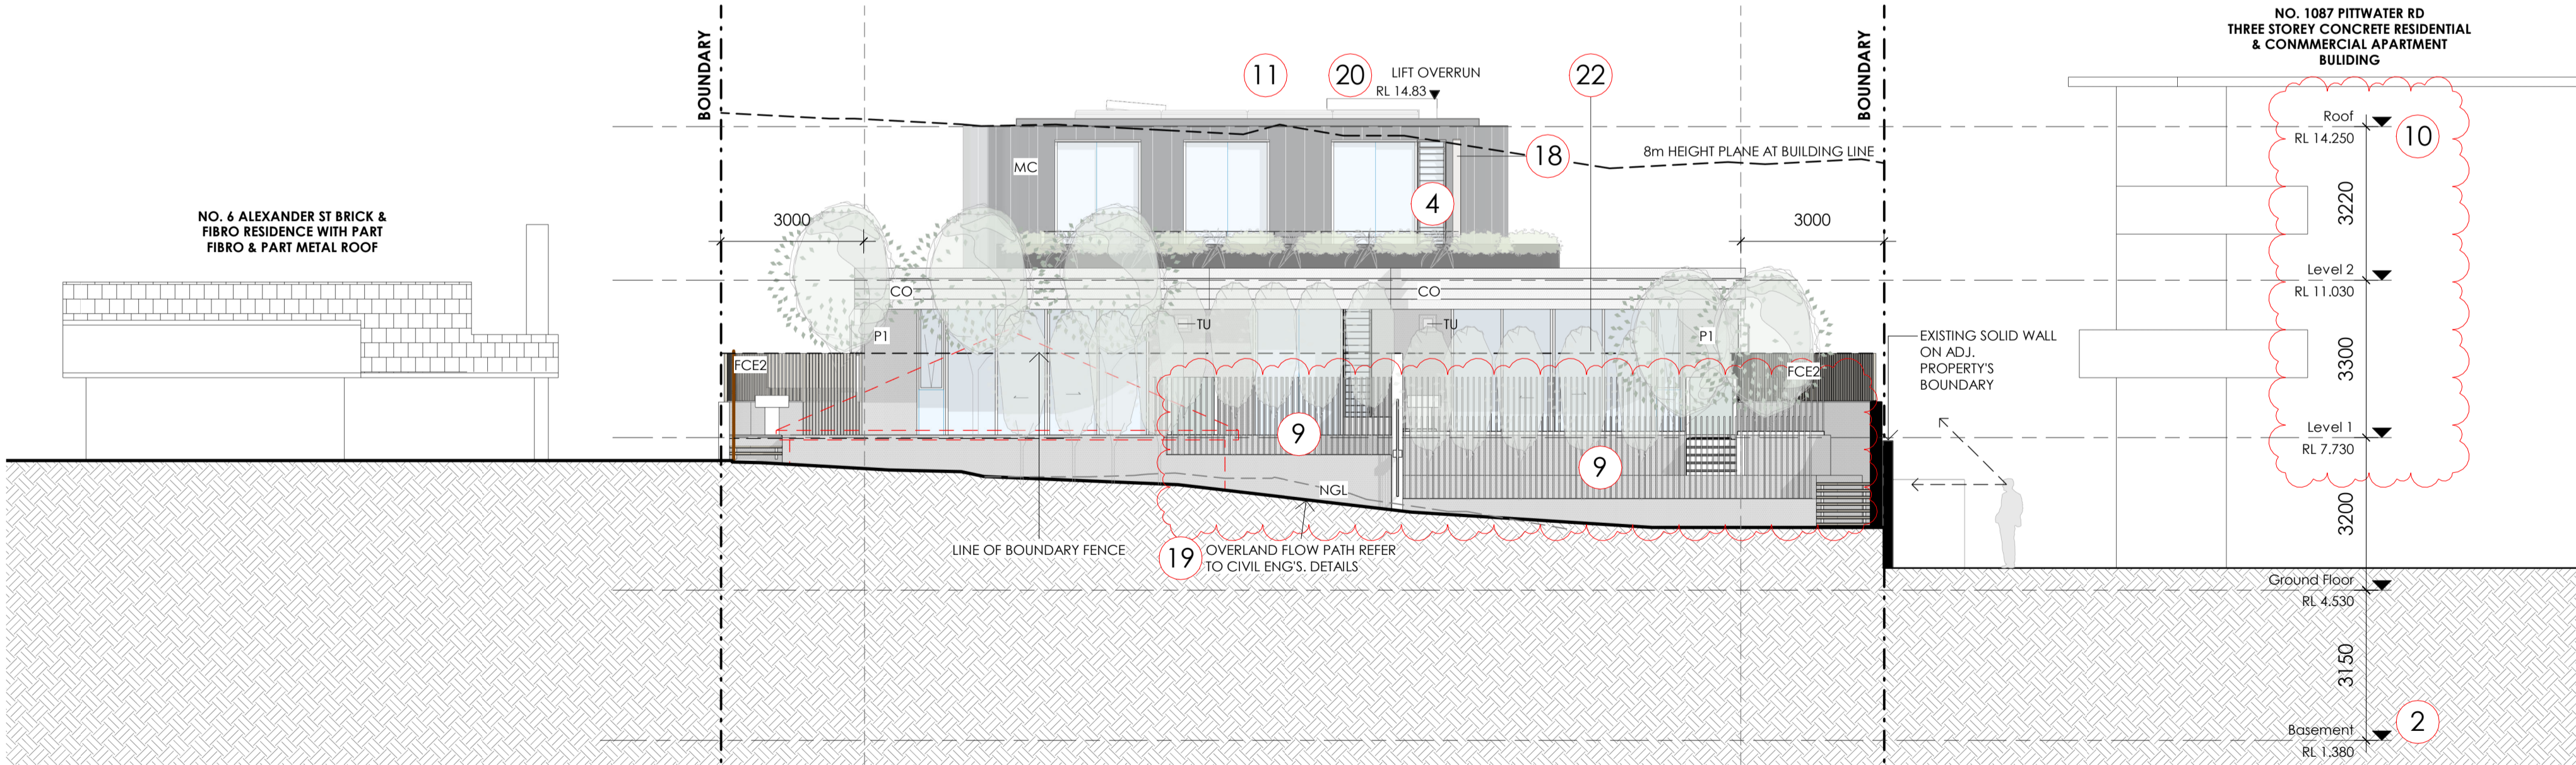 NO. 1087 PITTWATER RD
THREE STOREY CONCRETE RESIDENTIAL
& CONMMERCIAL APARTMENT
BULIDING
BOUNDARY
BOUNDARY
11
20
LIFT OVERRUN
RL 14.83
22
Roof
RL 14.250
10
8m HEIGHT PLANE AT BUILDING LINE
18
MC
4
3220
NO. 6 ALEXANDER ST BRICK &
FIBRO RESIDENCE WITH PART
FIBRO & PART METAL ROOF
3000
3000
Level 2
RL 11.030
CO
CO
TU
TU
P1
P1
EXISTING SOLID WALL
ON ADJ.
PROPERTY'S
BOUNDARY
3300
FCE2
FCE2
Level 1
RL 7.730
9
9
NGL
3200
LINE OF BOUNDARY FENCE
19
OVERLAND FLOW PATH REFER
TO CIVIL ENG'S. DETAILS
Ground Floor
RL 4.530
3150
Basement
RL 1.380
2